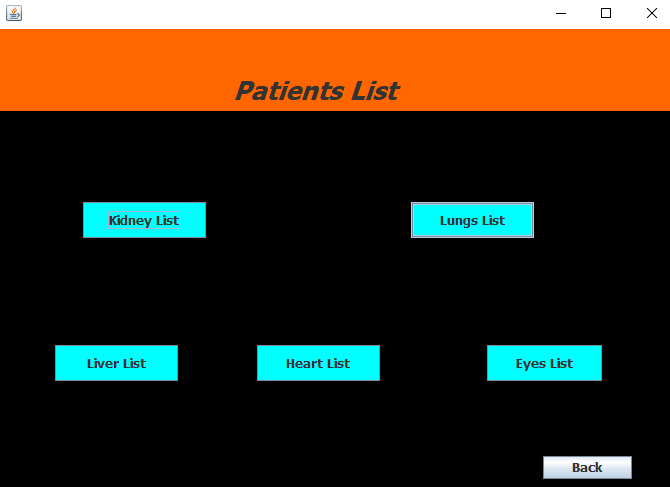 Patients List
Kidney List
Lungs List
Liver List
Heart List
Eyes List
Back